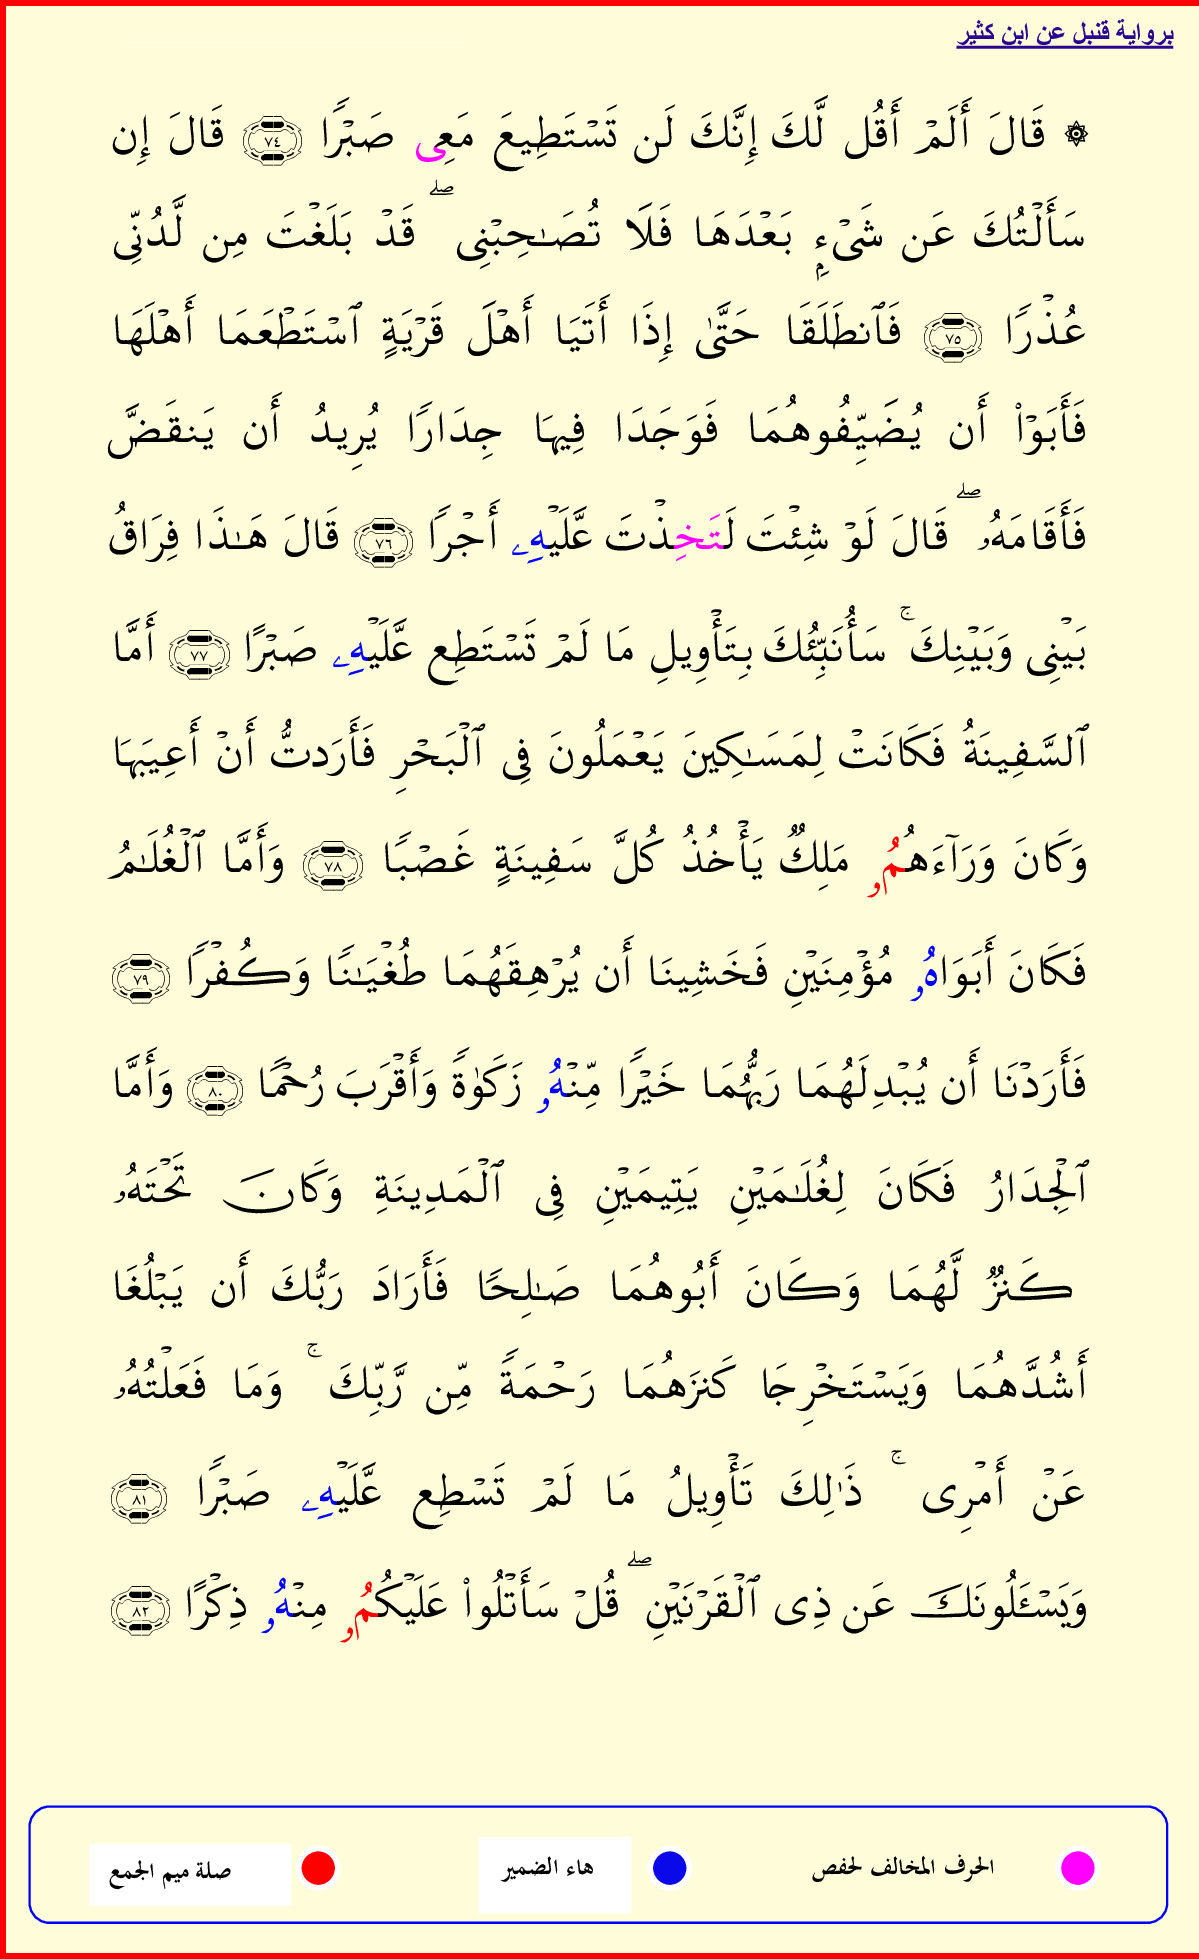 برواية قنبل عن ابن كثير
۞ قَالَ أَلَمۡ أَقُل لَّكَ إِنَّكَ لَن تَسۡتَطِيعَ مَعِى صَبۡرٗا ٧٤ قَالَ إِن
سَأَلۡتُكَ عَن شَىۡءِۭ بَعۡدَهَا فَلَا تُصَٰحِبۡنِى ۖ قَدۡ بَلَغۡتَ مِن لَّدُنِّى
عُذۡرٗا ٧٥ فَٱنطَلَقَا حَتَّىٰ إِذَا أَتَيَا أَهۡلَ قَرۡيَةٍ ٱسۡتَطۡعَمَا أَهۡلَهَا
فَأَبَوۡاْ أَن يُضَيِّفُوهُمَا فَوَجَدَا فِيهَا جِدَارٗا يُرِيدُ أَن يَنقَضَّ
فَأَقَامَهُۥ ۖ قَالَ لَوۡ شِئۡتَ لَتَخِذۡتَ عَّلَيۡهِۦ أَجۡرٗا ٧٦ قَالَ هَٰذَا فِرَاقُ
بَيۡنِى وَبَيۡنِكَ ۚ سَأُنَبِّئُكَ بِتَأۡوِيلِ مَا لَمۡ تَسۡتَطِع عَّلَيۡهِۦ صَبۡرًا ٧٧ أَمَّا
ٱلسَّفِينَةُ فَكَانَتۡ لِمَسَٰكِينَ يَعۡمَلُونَ فِى ٱلۡبَحۡرِ فَأَرَدتُّ أَنۡ أَعِيبَهَا
وَكَانَ وَرَآءَهُمُۥ مَلِكٞ يَأۡخُذُ كُلَّ سَفِينَةٍ غَصۡبٗا ٧٨ وَأَمَّا ٱلۡغُلَٰمُ
فَكَانَ أَبَوَاهُۥ مُؤۡمِنَيۡنِ فَخَشِينَا أَن يُرۡهِقَهُمَا طُغۡيَٰنٗا وَكُفۡرٗا ٧٩
فَأَرَدۡنَا أَن يُبۡدِلَهُمَا رَبُّهُمَا خَيۡرٗا مِّنۡهُۥ زَكَوٰةٗ وَأَقۡرَبَ رُحۡمٗا ٨٠ وَأَمَّا
ٱلۡجِدَارُ فَكَانَ لِغُلَٰمَيۡنِ يَتِيمَيۡنِ فِى ٱلۡمَدِينَةِ وَكَانَ تَحۡتَهُۥ
كَنزٞ لَّهُمَا وَكَانَ أَبُوهُمَا صَٰلِحٗا فَأَرَادَ رَبُّكَ أَن يَبۡلُغَا
أَشُدَّهُمَا وَيَسۡتَخۡرِجَا كَنزَهُمَا رَحۡمَةٗ مِّن رَّبِّكَ ۚ وَمَا فَعَلۡتُهُۥ
عَنۡ أَمۡرِى ۚ ذَٰلِكَ تَأۡوِيلُ مَا لَمۡ تَسۡطِع عَّلَيۡهِۦ صَبۡرٗا ٨١
وَيَسۡـَٔلُونَكَ عَن ذِى ٱلۡقَرۡنَيۡنِ ۖ قُلۡ سَأَتۡلُواْ عَلَيۡكُمُۥ مِنۡهُۥ ذِكۡرًا ٨٢
الحرف المخالف لحفص هاء الضمير صلة ميم الجمع